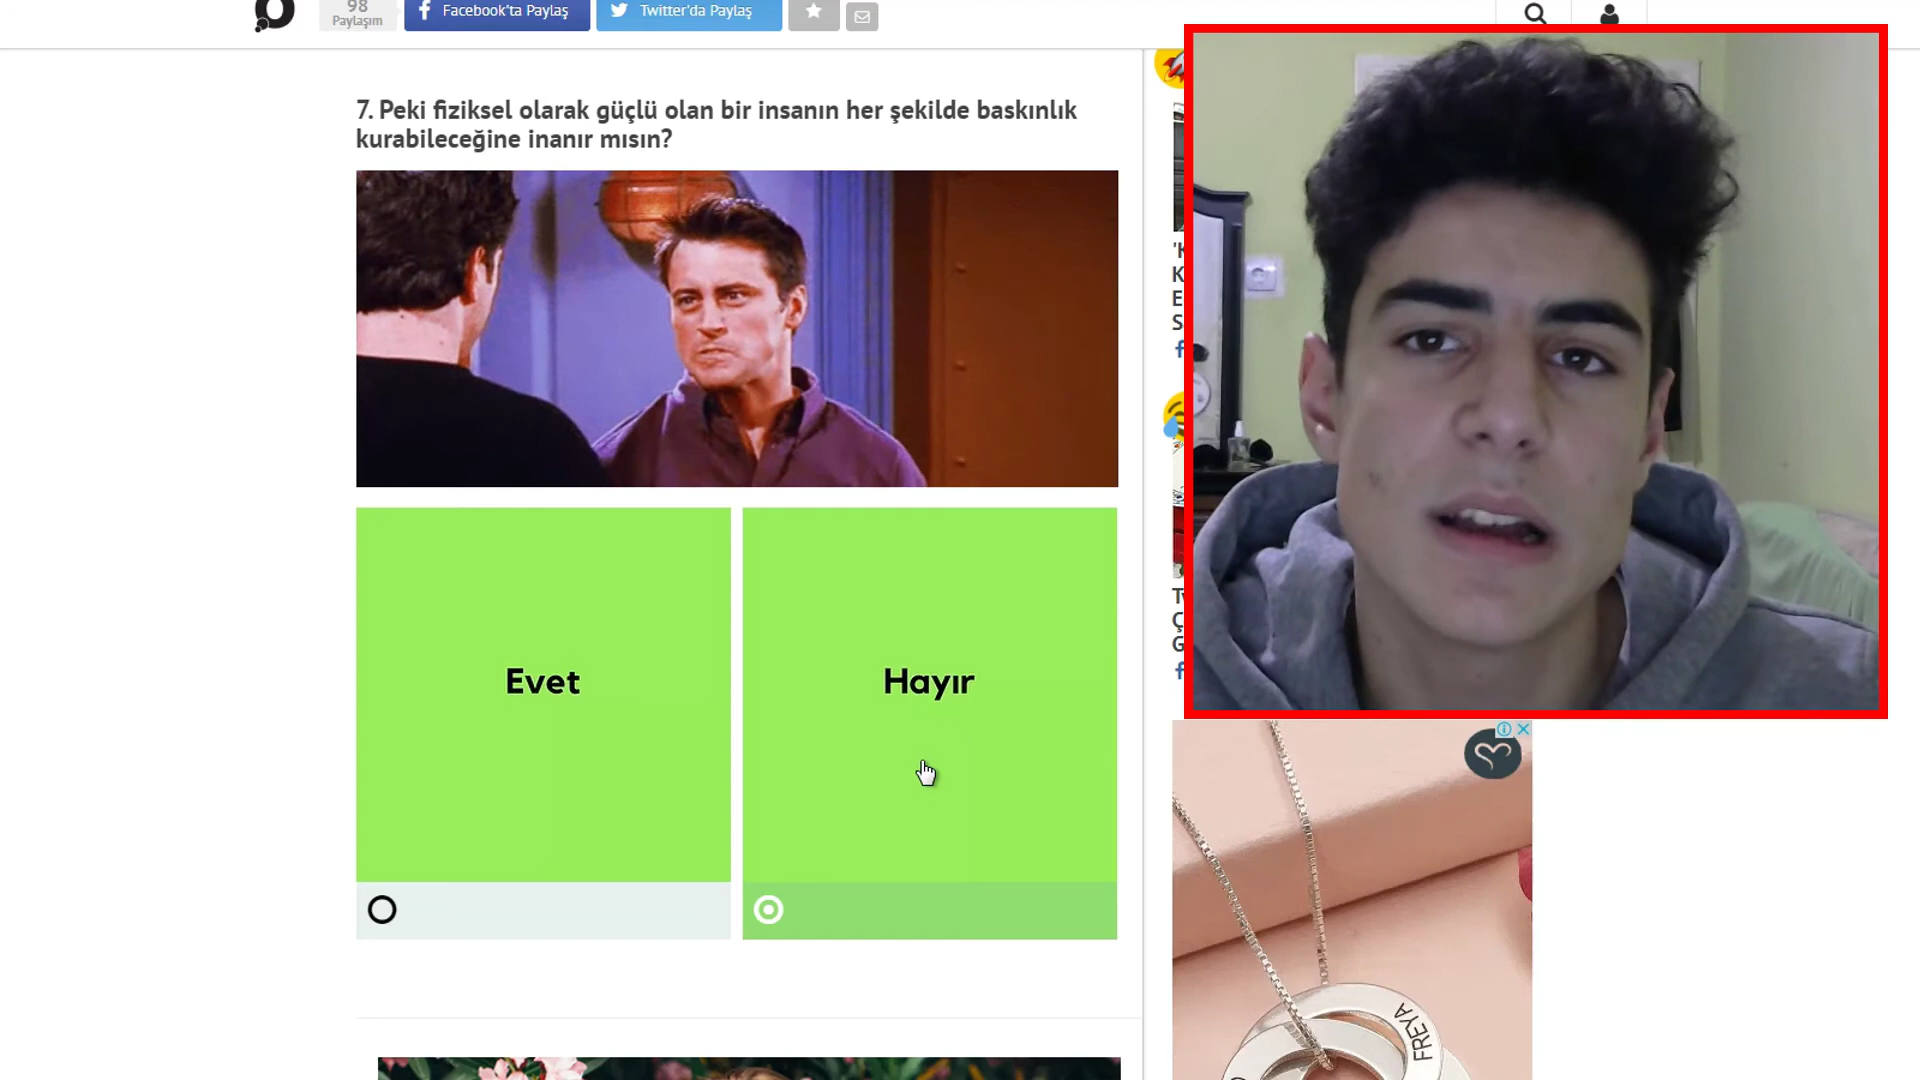 98
Paylaşım
Facebook'ta Paylaş
Twitter'da Paylaş
7. Peki fiziksel olarak güçlü olan bir insanın her şekilde baskınlık
kurabileceğine inanır mısın?
Evet
Hayır
'K
K
E
S
Ç
G
FREYA